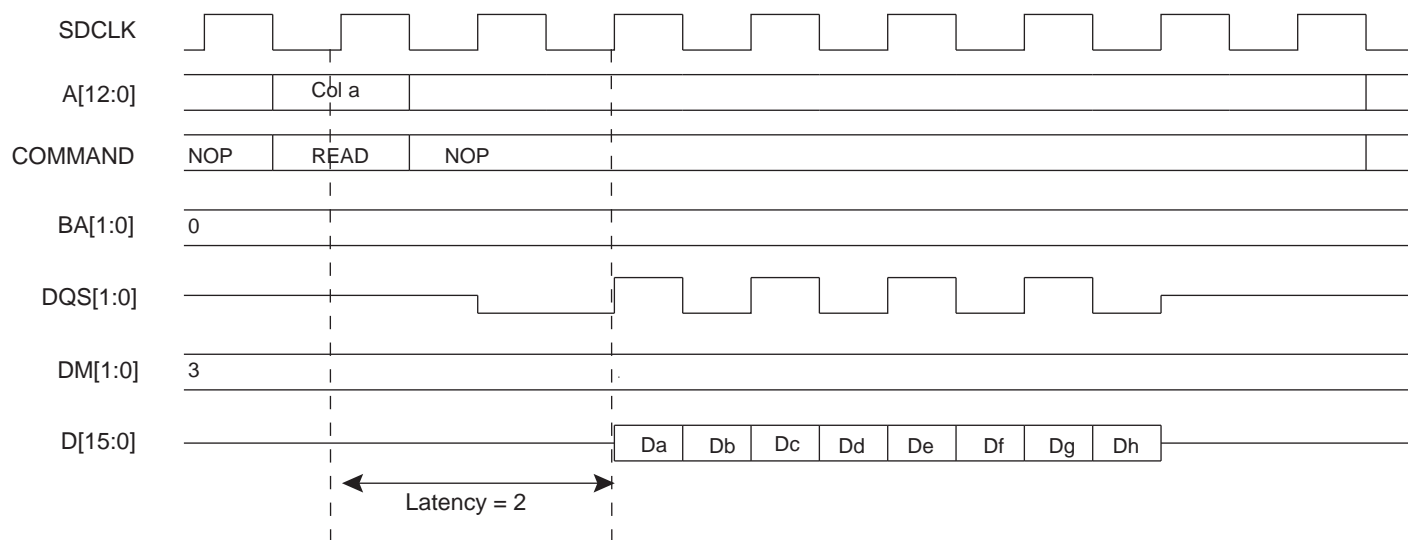 SDCLK
A[12:0] Col a
COMMAND NOP READ NOP
BA[1:0] 0
DQS[1:0]
DM[1:0] 3
D[15:0] Da Db Dc Dd De Df Dg Dh
Latency = 2